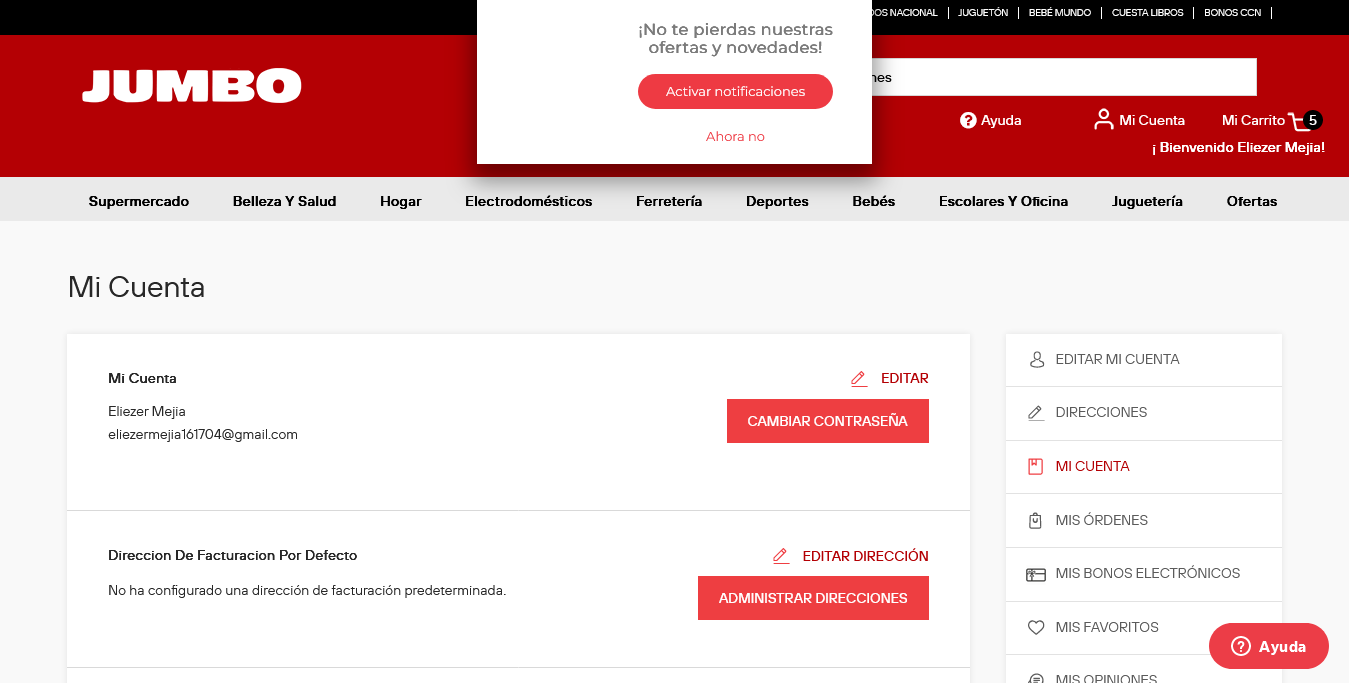 NACIONAL
JUGUETÓN
BEBÉ MUNDO
CUESTA LIBROS
BONOS CCN
¡No te pierdas nuestras
ofertas y novedades!
Activar notificaciones
Ahora no
JUMBO
Ayuda
Mi Cuenta
Mi Carrito
5
¡ Bienvenido Eliezer Mejia!
Supermercado
Belleza Y Salud
Hogar
Electrodomésticos
Ferretería
Deportes
Bebés
Escolares Y Oficina
Juguetería
Ofertas
Mi Cuenta
Mi Cuenta
EDITAR
Eliezer Mejia
eliezermejia161704@gmail.com
CAMBIAR CONTRASEÑA
Direccion De Facturacion Por Defecto
EDITAR DIRECCIÓN
No ha configurado una dirección de facturación predeterminada.
ADMINISTRAR DIRECCIONES
EDITAR MI CUENTA
DIRECCIONES
MI CUENTA
MIS ÓRDENES
MIS BONOS ELECTRÓNICOS
MIS FAVORITOS
MIS OPINIONES
Ayuda